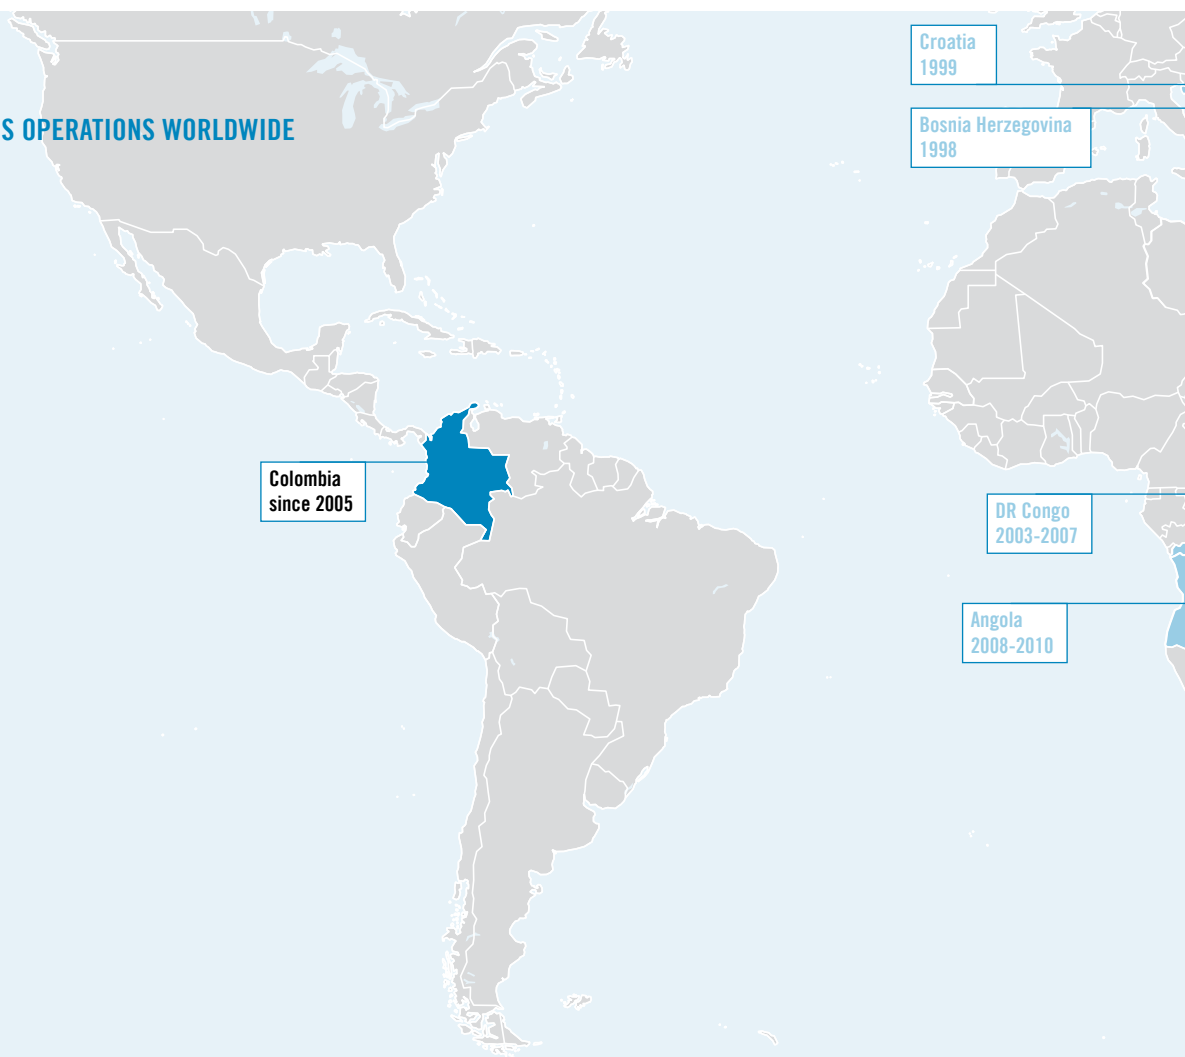 S OPERATIONS WORLDWIDE
Croatia
1999
Bosnia Herzegovina
1998
Colombia
since 2005
DR Congo
2003-2007
Angola
2008-2010